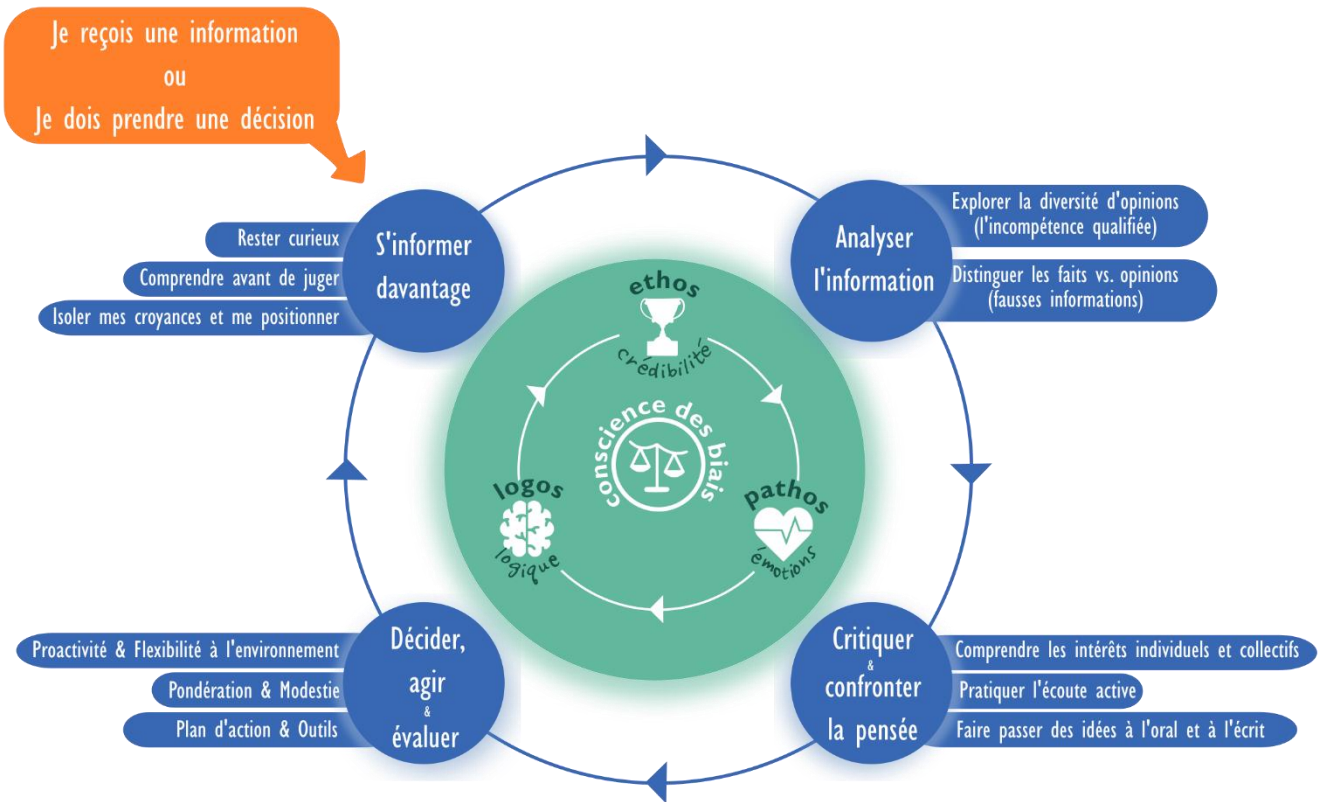 Je reçois une information
ou
Je dois prendre une décision
S'informer
davantage
Rester curieux
Comprendre avant de juger
Isoler mes croyances et me positionner
Analyser
l'information
Explorer la diversité d'opinions
(l'incompétence qualifiée)
Distinguer les faits vs. opinions
(fausses informations)
ethos
crédibilité
conscience des biais
logos
logique
pathos
émotions
Critiquer
&
confronter
la pensée
Comprendre les intérêts individuels et collectifs
Pratiquer l'écoute active
Faire passer des idées à l'oral et à l'écrit
Décider,
agir
&
évaluer
Proactivité & Flexibilité à l'environnement
Pondération & Modestie
Plan d'action & Outils